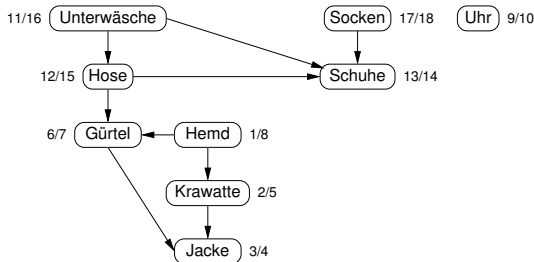 11/16 Unterwäsche Socken 17/18 Uhr 9/10
12/15 Hose Schuhe 13/14
6/7 Gürtel Hemd 1/8
Krawatte 2/5
Jacke 3/4